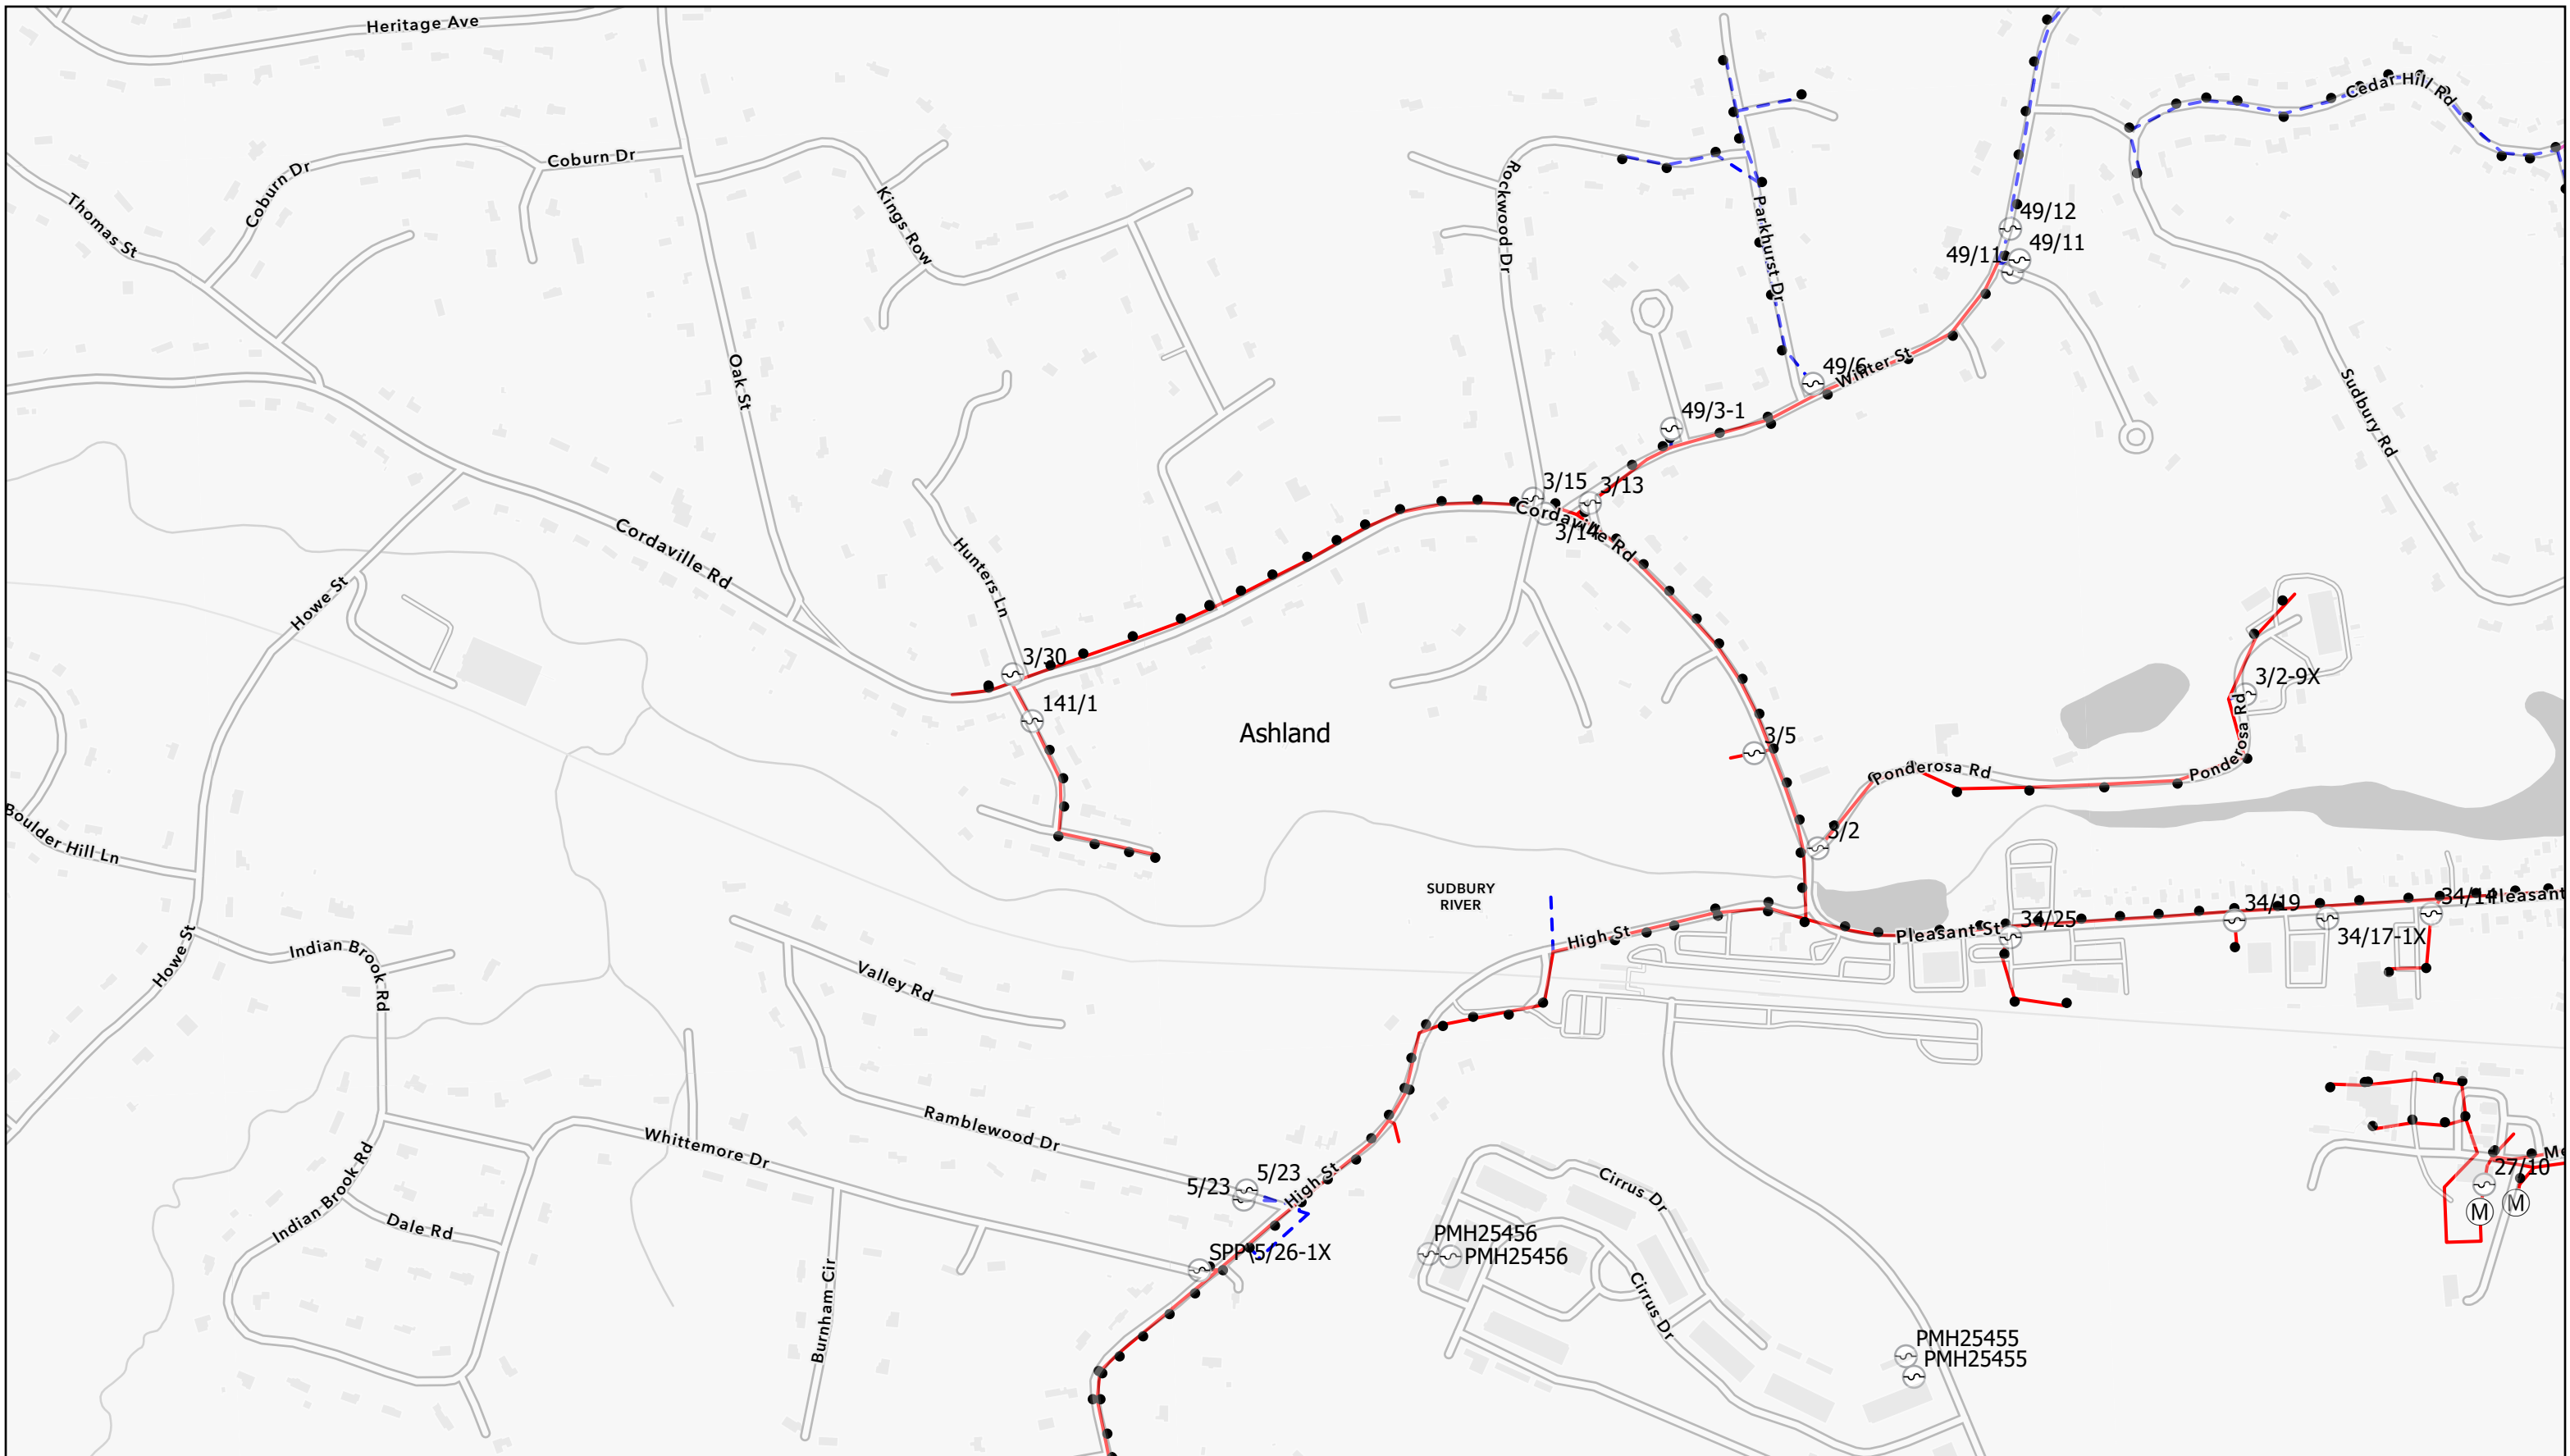 Heritage Ave
Cedar Hill Rd
Coburn Dr
Coburn Dr
Thomas St
Kings Row
Rockwood Dr
Parkhurst Dr
49/12
49/11
49/11
Oak St
49/6
Winter St
Sudbury Rd
49/3-1
3/15
3/13
Cordaville Rd
3/14
Cordaville Rd
Hunters Ln
Howe St
3/30
141/1
Ashland
3/2-9X
Ponderosa Rd
3/5
Ponderosa Rd
3/2
Boulder Hill Ln
SUDBURY
RIVER
34/14
Pleasant
34/19
34/25
34/17-1X
Pleasant St
High St
Howe St
Indian Brook Rd
Valley Rd
Ramblewood Dr
Whittemore Dr
5/23
5/23
High St
Cirrus Dr
Me
27/10
M
M
Indian Brook Rd
Dale Rd
PMH25456
PMH25456
SPP\5/26-1X
Burnham Cir
Cirrus Dr
PMH25455
PMH25455